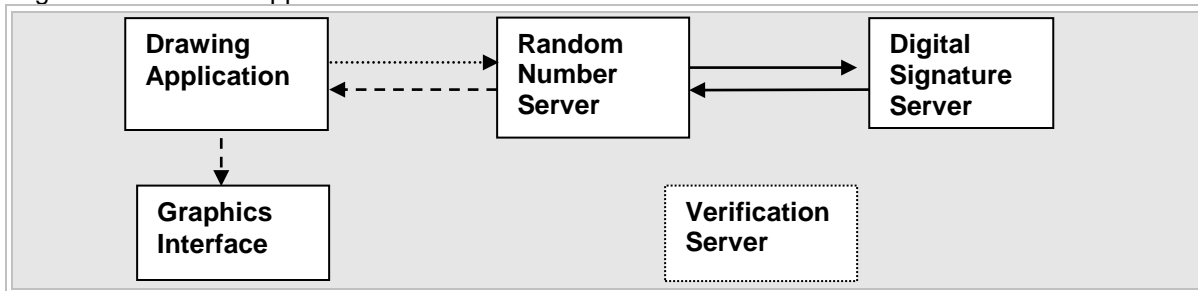 Drawing
Application
Random
Number
Server
Digital
Signature
Server
Graphics
Interface
Verification
Server